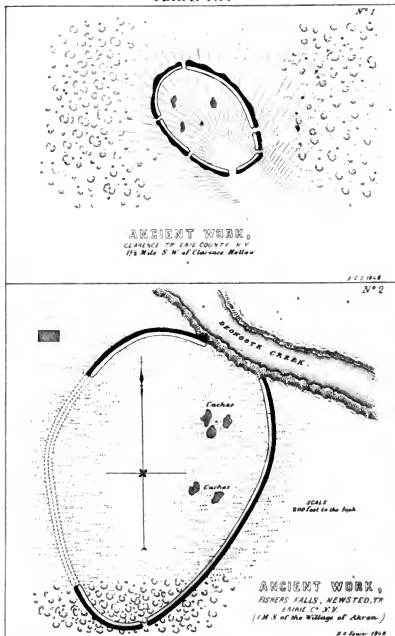 Nº 1
ANCIENT WORK,
CLARENCE TP ERIE COUNTY N.Y
1½ Mile S W of Clarence Hollow
Nº 2
CREEK.
Caches
Caches
SCALE
200 feet to the Inch
ANCIENT WORK,
FISHERS FALLS, NEWSTED, TP
ERIE Cº N.Y.
(1 M S of the Village of Akron.)